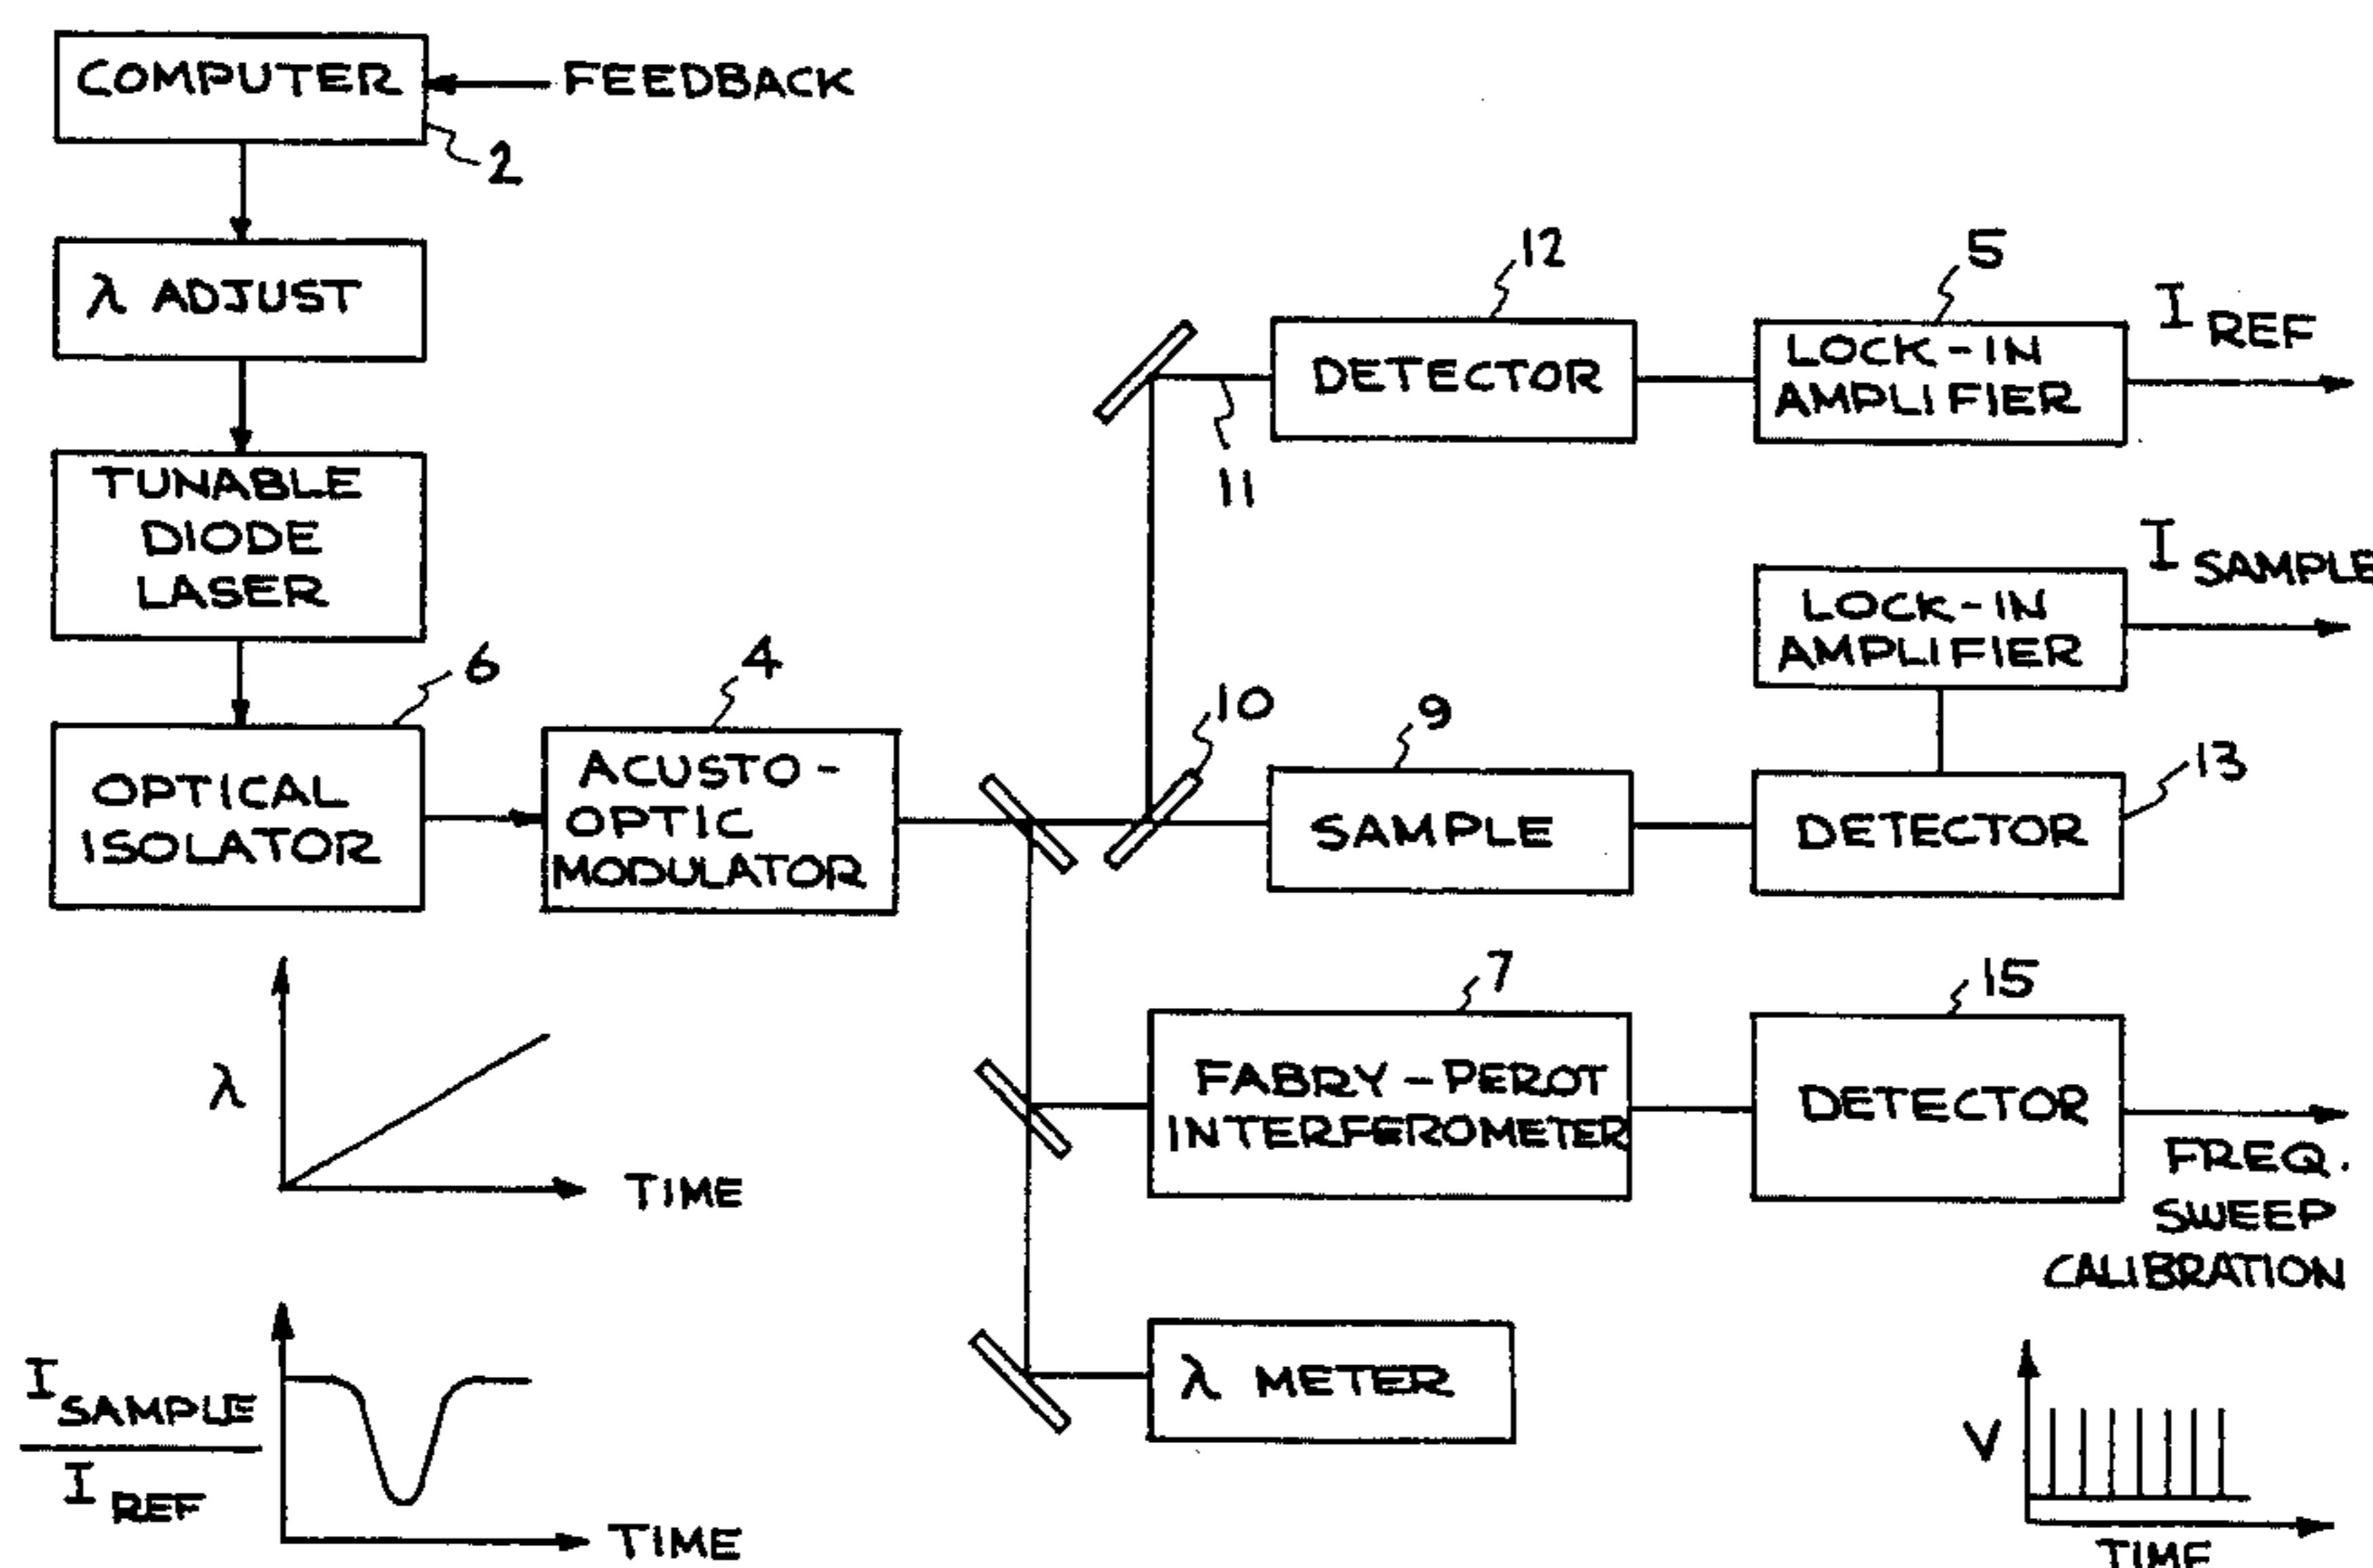 COMPUTER
FEEDBACK
2
λ ADJUST
TUNABLE
DIODE
LASER
6
OPTICAL
ISOLATOR
4
ACUSTO-
OPTIC
MODULATOR
12
DETECTOR
11
5
LOCK-IN
AMPLIFIER
I REF
LOCK-IN
AMPLIFIER
I SAMPLE
10
9
SAMPLE
13
DETECTOR
7
FABRY-PEROT
INTERFEROMETER
15
DETECTOR
FREQ.
SWEEP
CALIBRATION
λ METER
λ
TIME
I SAMPLE
I REF
TIME
V
TIME